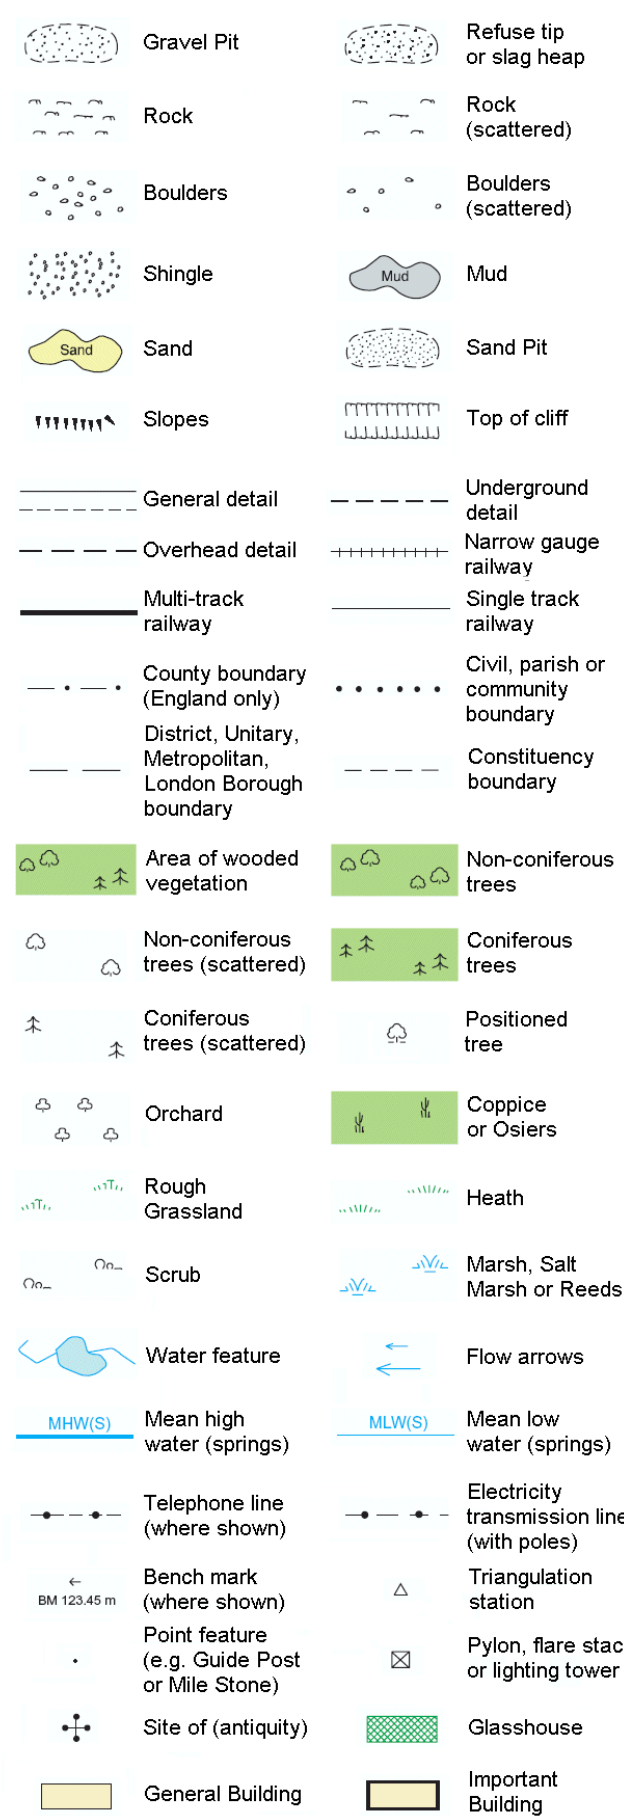 Gravel Pit
Refuse tip
or slag heap
Rock
Rock
(scattered)
Boulders
Boulders
(scattered)
Shingle
Mud
Mud
Sand
Sand
Sand Pit
Slopes
Top of cliff
General detail
Underground
detail
Overhead detail
Narrow gauge
railway
Multi-track
railway
Single track
railway
County boundary
(England only)
Civil, parish or
community
boundary
District, Unitary,
Metropolitan,
London Borough
boundary
Constituency
boundary
Area of wooded
vegetation
Non-coniferous
trees
Non-coniferous
trees (scattered)
Coniferous
trees
Coniferous
trees (scattered)
Positioned
tree
Orchard
Coppice
or Osiers
Rough
Grassland
Heath
Scrub
Marsh, Salt
Marsh or Reeds
Water feature
Flow arrows
MHW(S)
Mean high
water (springs)
MLW(S)
Mean low
water (springs)
Telephone line
(where shown)
Electricity
transmission line
(with poles)
BM 123.45 m
Bench mark
(where shown)
Triangulation
station
Point feature
(e.g. Guide Post
or Mile Stone)
Pylon, flare stac
or lighting tower
Site of (antiquity)
Glasshouse
General Building
Important
Building